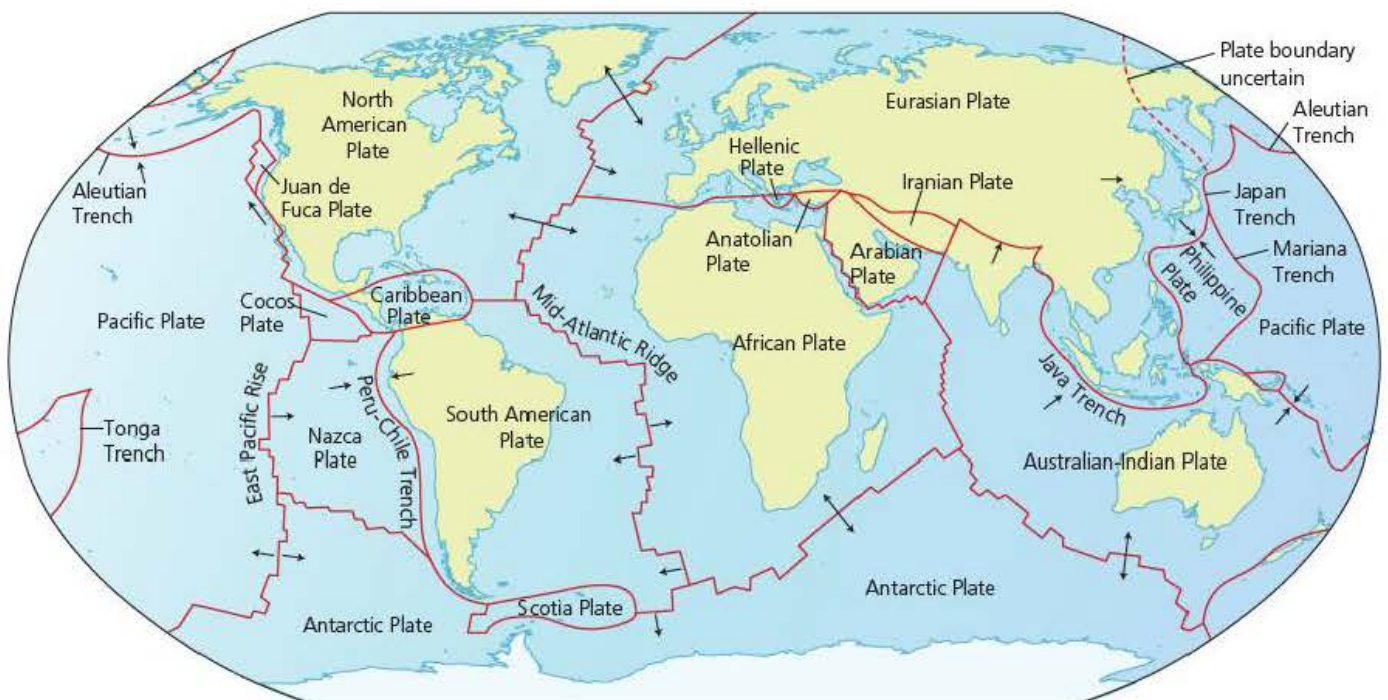 Plate boundary
uncertain
Aleutian
Trench
North
American
Plate
Eurasian Plate
Hellenic
Plate
Aleutian
Trench
Juan de
Fuca Plate
Iranian Plate
Japan
Trench
Anatolian
Plate
Arabian
Plate
Philippine
Plate
Mariana
Trench
Cocos
Plate
Caribbean
Plate
Mid-Atlantic Ridge
Pacific Plate
African Plate
Pacific Plate
East Pacific Rise
Peru-Chile Trench
Java Trench
Tonga
Trench
Nazca
Plate
South American
Plate
Australian-Indian Plate
Antarctic Plate
Scotia Plate
Antarctic Plate